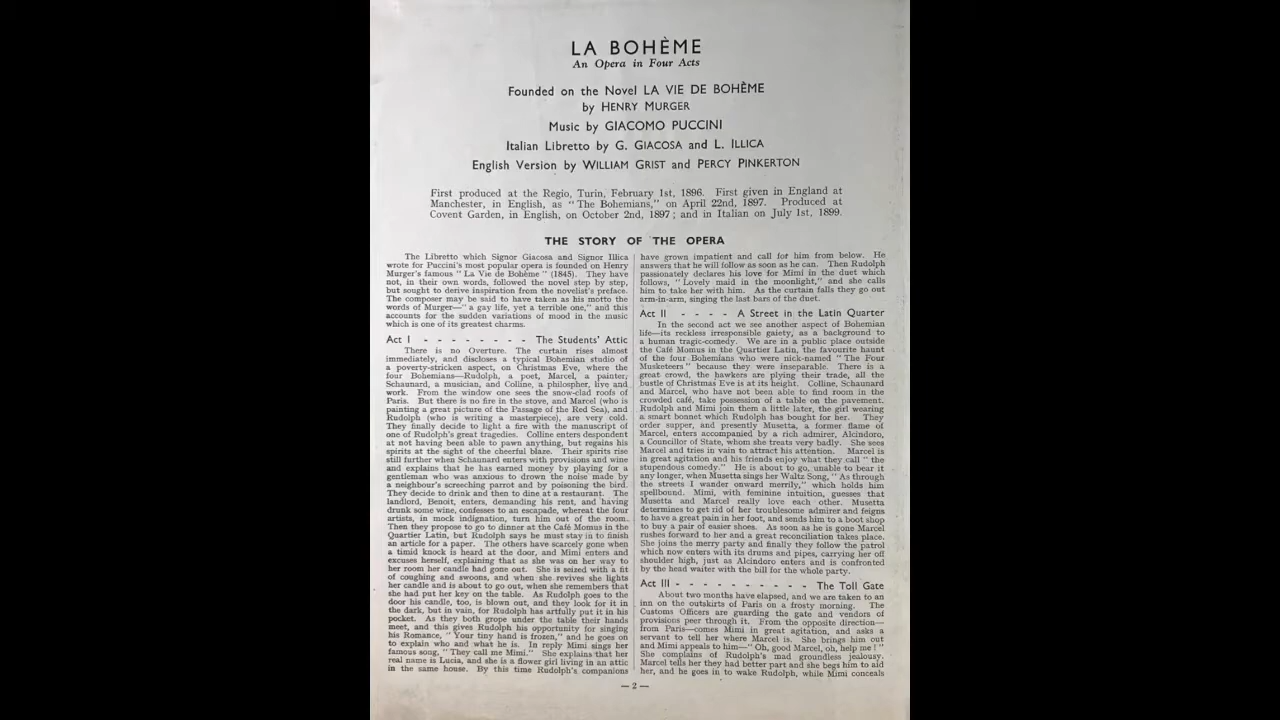 LA BOHÈME
An Opera in Four Acts
Founded on the Novel LA VIE DE BOHÈME
by HENRY MURGER
Music by GIACOMO PUCCINI
Italian Libretto by G. GIACOSA and L. ILLICA
English Version by WILLIAM GRIST and PERCY PINKERTON
First produced at the Regio, Turin, February 1st, 1896. First given in England at
Manchester, in English, as "The Bohemians," on April 22nd, 1897. Produced at
Covent Garden, in English, on October 2nd, 1897; and in Italian on July 1st, 1899.
THE STORY OF THE OPERA
The Libretto which Signor Giacosa and Signor Illica
wrote for Puccini's most popular opera is founded on Henry
Murger's famous "La Vie de Bohème" (1845). They have
not, in their own words, followed the novel step by step,
but sought to derive inspiration from the novelist's preface.
The composer may be said to have taken as his motto the
words of Murger—"a gay life, yet a terrible one," and this
accounts for the sudden variations of mood in the music
which is one of its greatest charms.
Act I - - - - - - - - The Students' Attic
There is no Overture. The curtain rises almost
immediately, and discloses a typical Bohemian studio of
a poverty-stricken aspect, on Christmas Eve, where the
four Bohemians—Rudolph, a poet, Marcel, a painter,
Schaunard, a musician, and Colline, a philospher, live and
work. From the window one sees the snow-clad roofs of
Paris. But there is no fire in the stove, and Marcel (who is
painting a great picture of the Passage of the Red Sea), and
Rudolph (who is writing a masterpiece), are very cold.
They finally decide to light a fire with the manuscript of
one of Rudolph's great tragedies. Colline enters despondent
at not having been able to pawn anything, but regains his
spirits at the sight of the cheerful blaze. Their spirits rise
still further when Schaunard enters with provisions and wine
and explains that he has earned money by playing for a
gentleman who was anxious to drown the noise made by
a neighbour's screeching parrot and by poisoning the bird.
They decide to drink and then to dine at a restaurant. The
landlord, Benoit, enters, demanding his rent, and having
drunk some wine, confesses to an escapade, whereat the four
artists, in mock indignation, turn him out of the room.
Then they propose to go to dinner at the Café Momus in the
Quartier Latin, but Rudolph says he must stay in to finish
an article for a paper. The others have scarcely gone when
a timid knock is heard at the door, and Mimi enters and
excuses herself, explaining that as she was on her way to
her room her candle had gone out. She is seized with a fit
of coughing and swoons, and when she revives she lights
her candle and is about to go out, when she remembers that
she had put her key on the table. As Rudolph goes to the
door his candle, too, is blown out, and they look for it in
the dark, but in vain, for Rudolph has artfully put it in his
pocket. As they both grope under the table their hands
meet, and this gives Rudolph his opportunity for singing
his Romance, "Your tiny hand is frozen," and he goes on
to explain who and what he is. In reply Mimi sings her
famous song, "They call me Mimi." She explains that her
real name is Lucia, and she is a flower girl living in an attic
in the same house. By this time Rudolph's companions
have grown impatient and call for him from below. He
answers that he will follow as soon as he can. Then Rudolph
passionately declares his love for Mimi in the duet which
follows, "Lovely maid in the moonlight," and she calls
him to take her with him. As the curtain falls they go out
arm-in-arm, singing the last bars of the duet.
Act II - - - - A Street in the Latin Quarter
In the second act we see another aspect of Bohemian
life—its reckless irresponsible gaiety, as a background to
a human tragic-comedy. We are in a public place outside
the Café Momus in the Quartier Latin, the favourite haunt
of the four Bohemians who were nick-named "The Four
Musketeers" because they were inseparable. There is a
great crowd, the hawkers are plying their trade, all the
bustle of Christmas Eve is at its height. Colline, Schaunard
and Marcel, who have not been able to find room in the
crowded café, take possession of a table on the pavement.
Rudolph and Mimi join them a little later, the girl wearing
a smart bonnet which Rudolph has bought for her. They
order supper, and presently Musetta, a former flame of
Marcel, enters accompanied by a rich admirer, Alcindoro,
a Councillor of State, whom she treats very badly. She sees
Marcel and tries in vain to attract his attention. Marcel is
in great agitation and his friends enjoy what they call "the
stupendous comedy." He is about to go, unable to bear it
any longer, when Musetta sings her Waltz Song, "As through
the streets I wander onward merrily," which holds him
spellbound. Mimi, with feminine intuition, guesses that
Musetta and Marcel really love each other. Musetta
determines to get rid of her troublesome admirer and feigns
to have a great pain in her foot, and sends him to a boot shop
to buy a pair of easier shoes. As soon as he is gone Marcel
rushes forward to her and a great reconciliation takes place.
She joins the merry party and finally they follow the patrol
which now enters with its drums and pipes, carrying her off
shoulder high, just as Alcindoro enters and is confronted
by the head waiter with the bill for the whole party.
Act III - - - - - - - - - - The Toll Gate
About two months have elapsed, and we are taken to an
inn on the outskirts of Paris on a frosty morning. The
Customs Officers are guarding the gate and vendors of
provisions peer through it. From the opposite direction—
from Paris—comes Mimi in great agitation, and asks a
servant to tell her where Marcel is. She brings him out
and Mimi appeals to him—"Oh, good Marcel, oh, help me!"
She complains of Rudolph's mad groundless jealousy.
Marcel tells her they had better part and she begs him to aid
her, and he goes in to wake Rudolph, while Mimi conceals
— 2 —